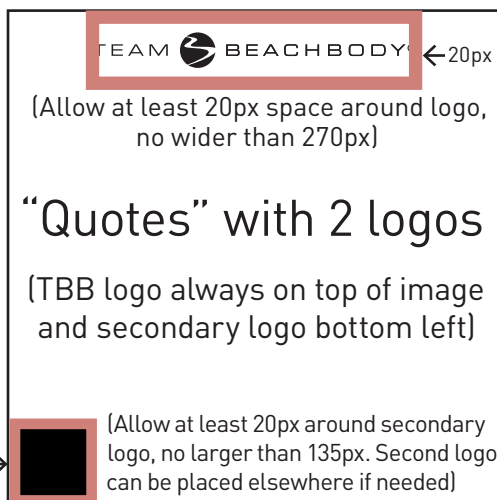 TEAM BEACHBODY
20px
(Allow at least 20px space around logo,
no wider than 270px)
“Quotes” with 2 logos
(TBB logo always on top of image
and secondary logo bottom left)
(Allow at least 20px around secondary
logo, no larger than 135px. Second logo
can be placed elsewhere if needed)